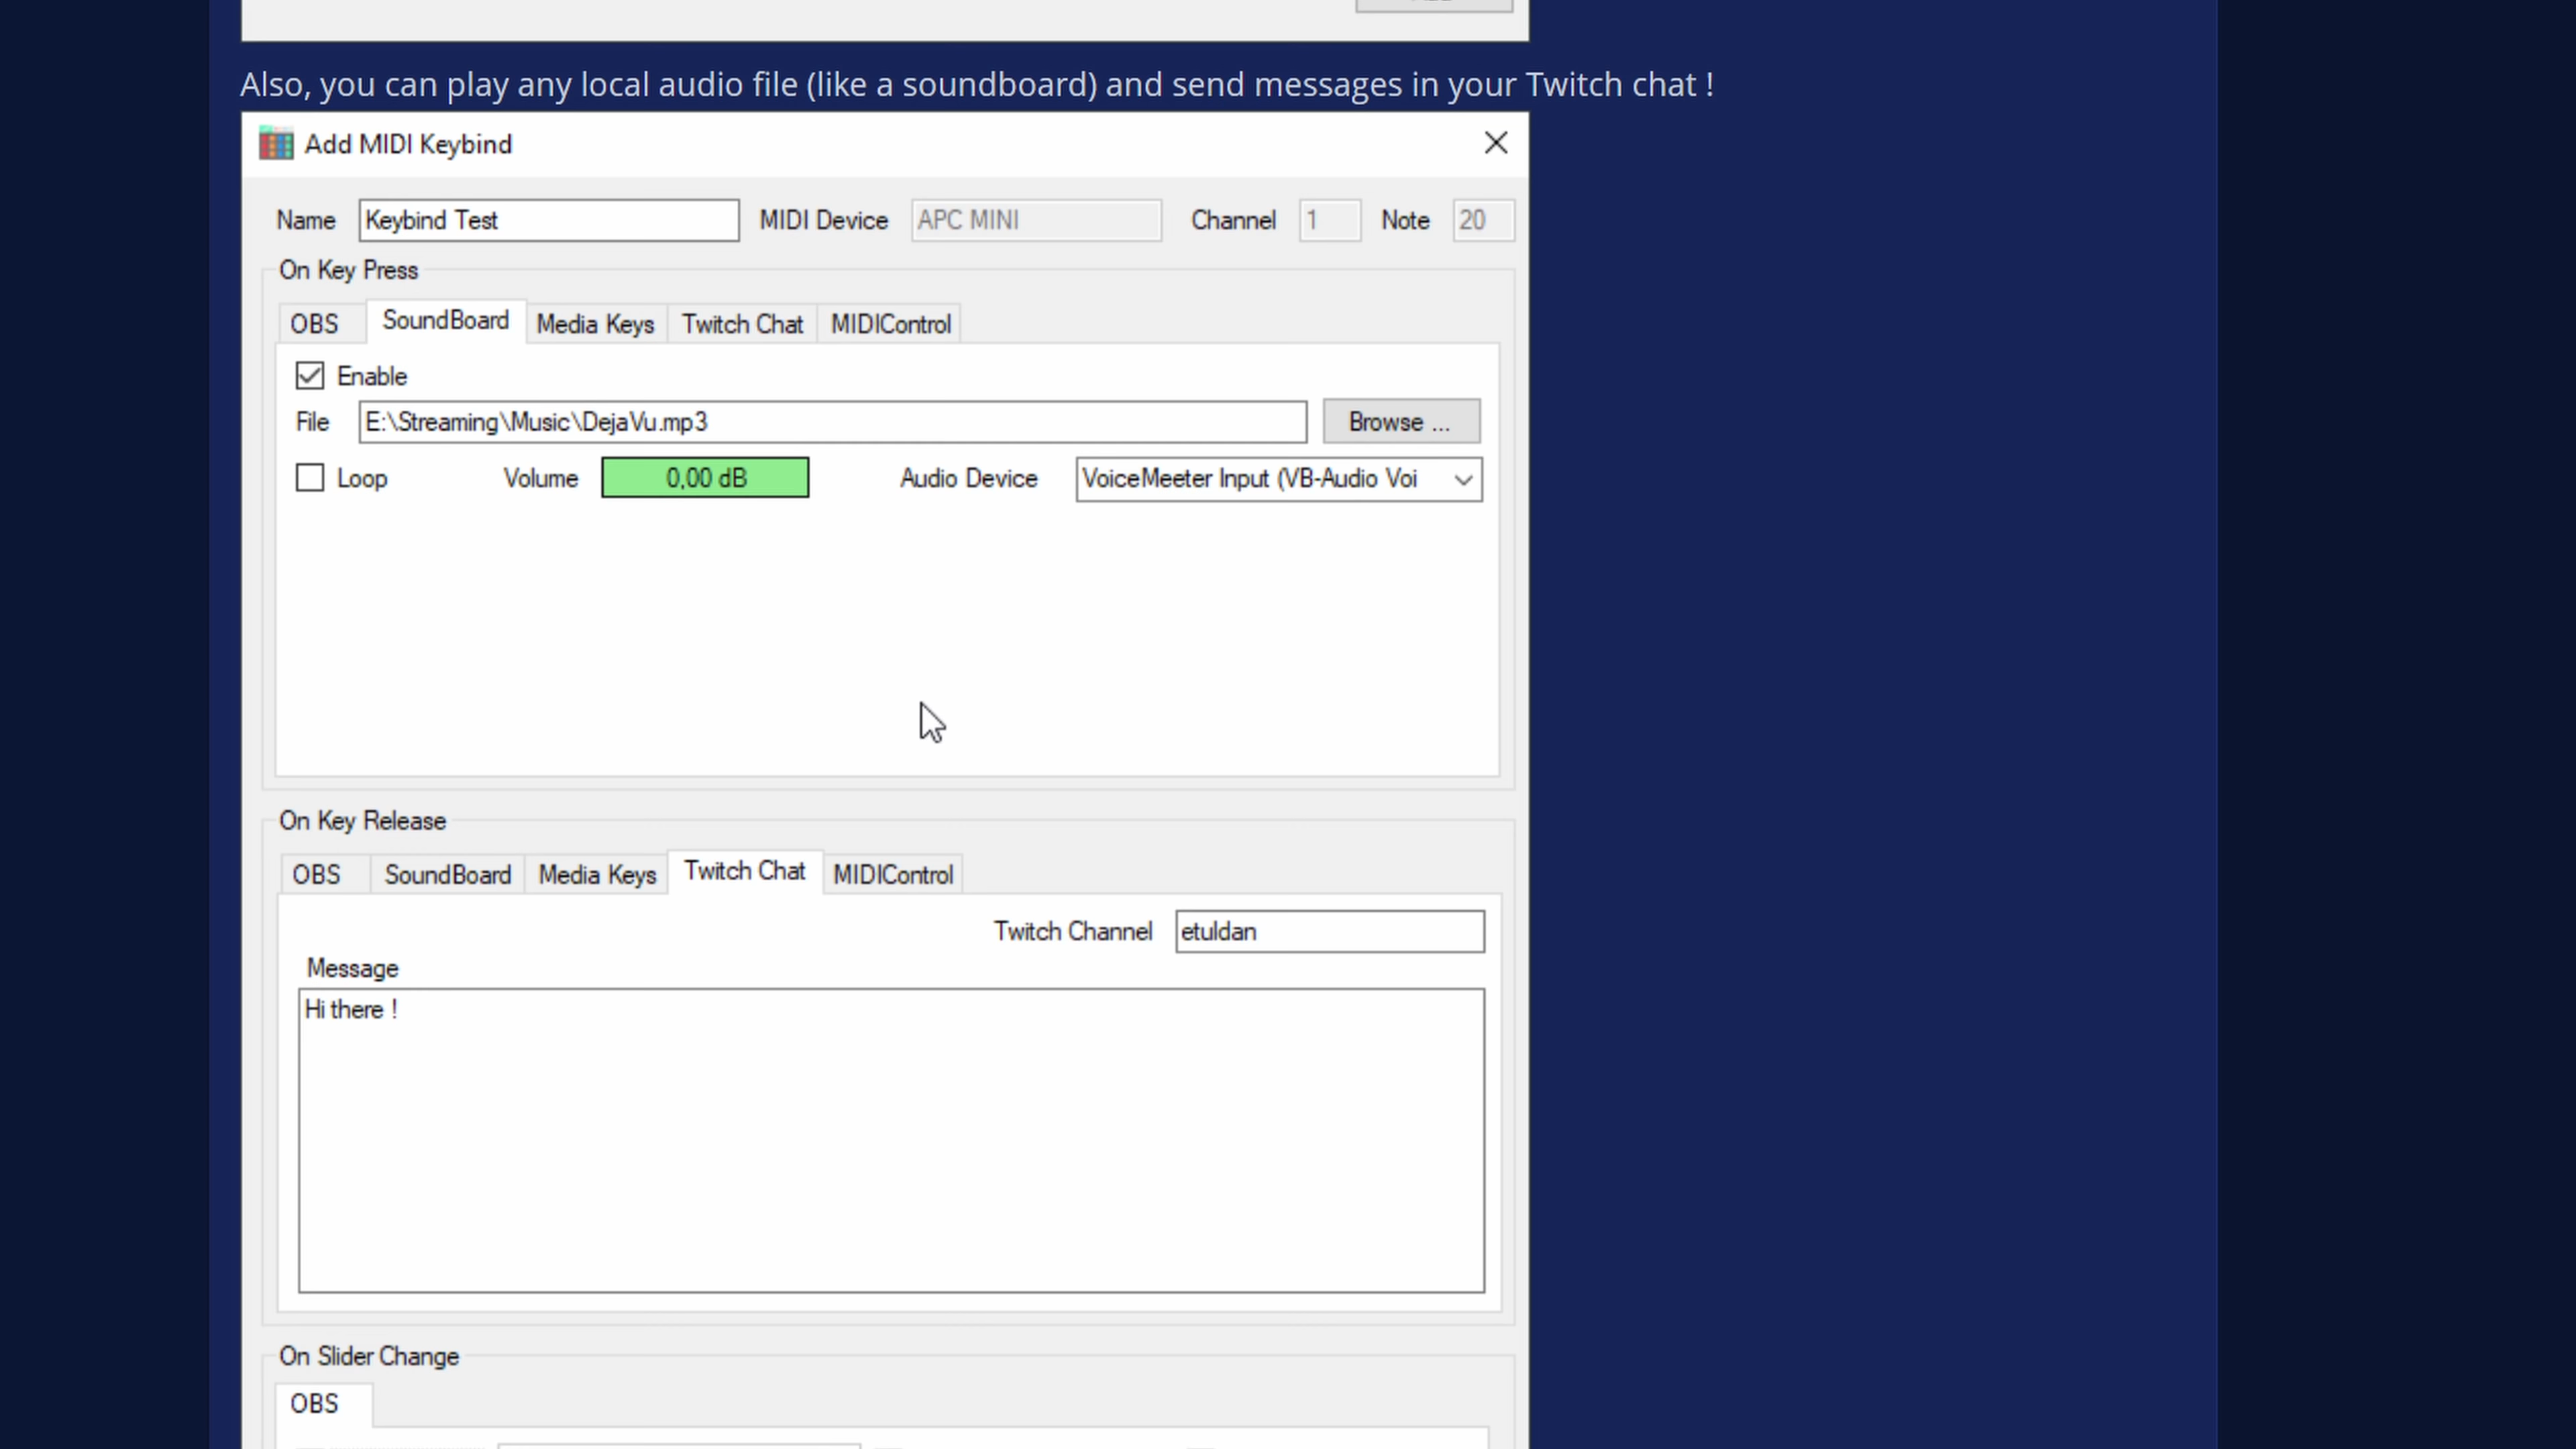 Also, you can play any local audio file (like a soundboard) and send messages in your Twitch chat !
Add MIDI Keybind
Name Keybind Test MIDI Device APC MINI Channel 1 Note 20
On Key Press
OBS SoundBoard Media Keys Twitch Chat MIDIControl
Enable
File E:\Streaming\Music\DejaVu.mp3 Browse ...
Loop Volume 0,00 dB Audio Device VoiceMeeter Input (VB-Audio Voi
On Key Release
OBS SoundBoard Media Keys Twitch Chat MIDIControl
Twitch Channel etuldan
Message
Hi there !
On Slider Change
OBS